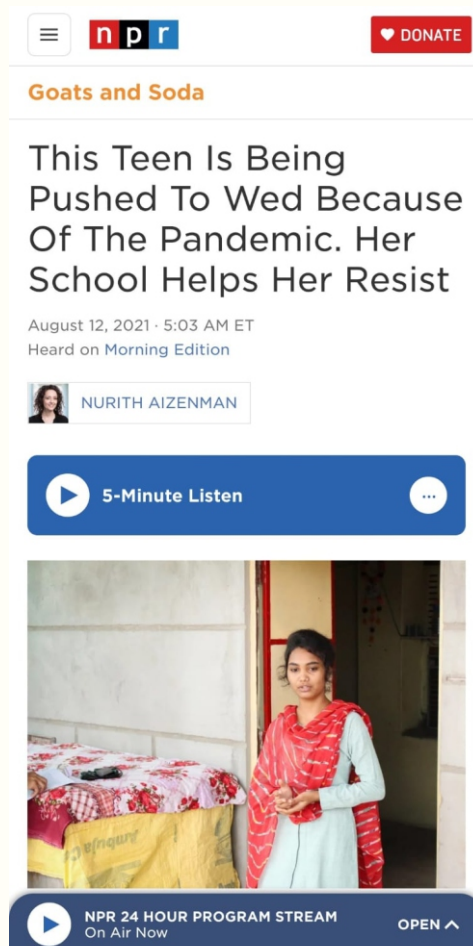 npr
DONATE
Goats and Soda
This Teen Is Being
Pushed To Wed Because
Of The Pandemic. Her
School Helps Her Resist
August 12, 2021 · 5:03 AM ET
Heard on Morning Edition
NURITH AIZENMAN
5-Minute Listen
Ambuja Ce
NPR 24 HOUR PROGRAM STREAM
On Air Now
OPEN